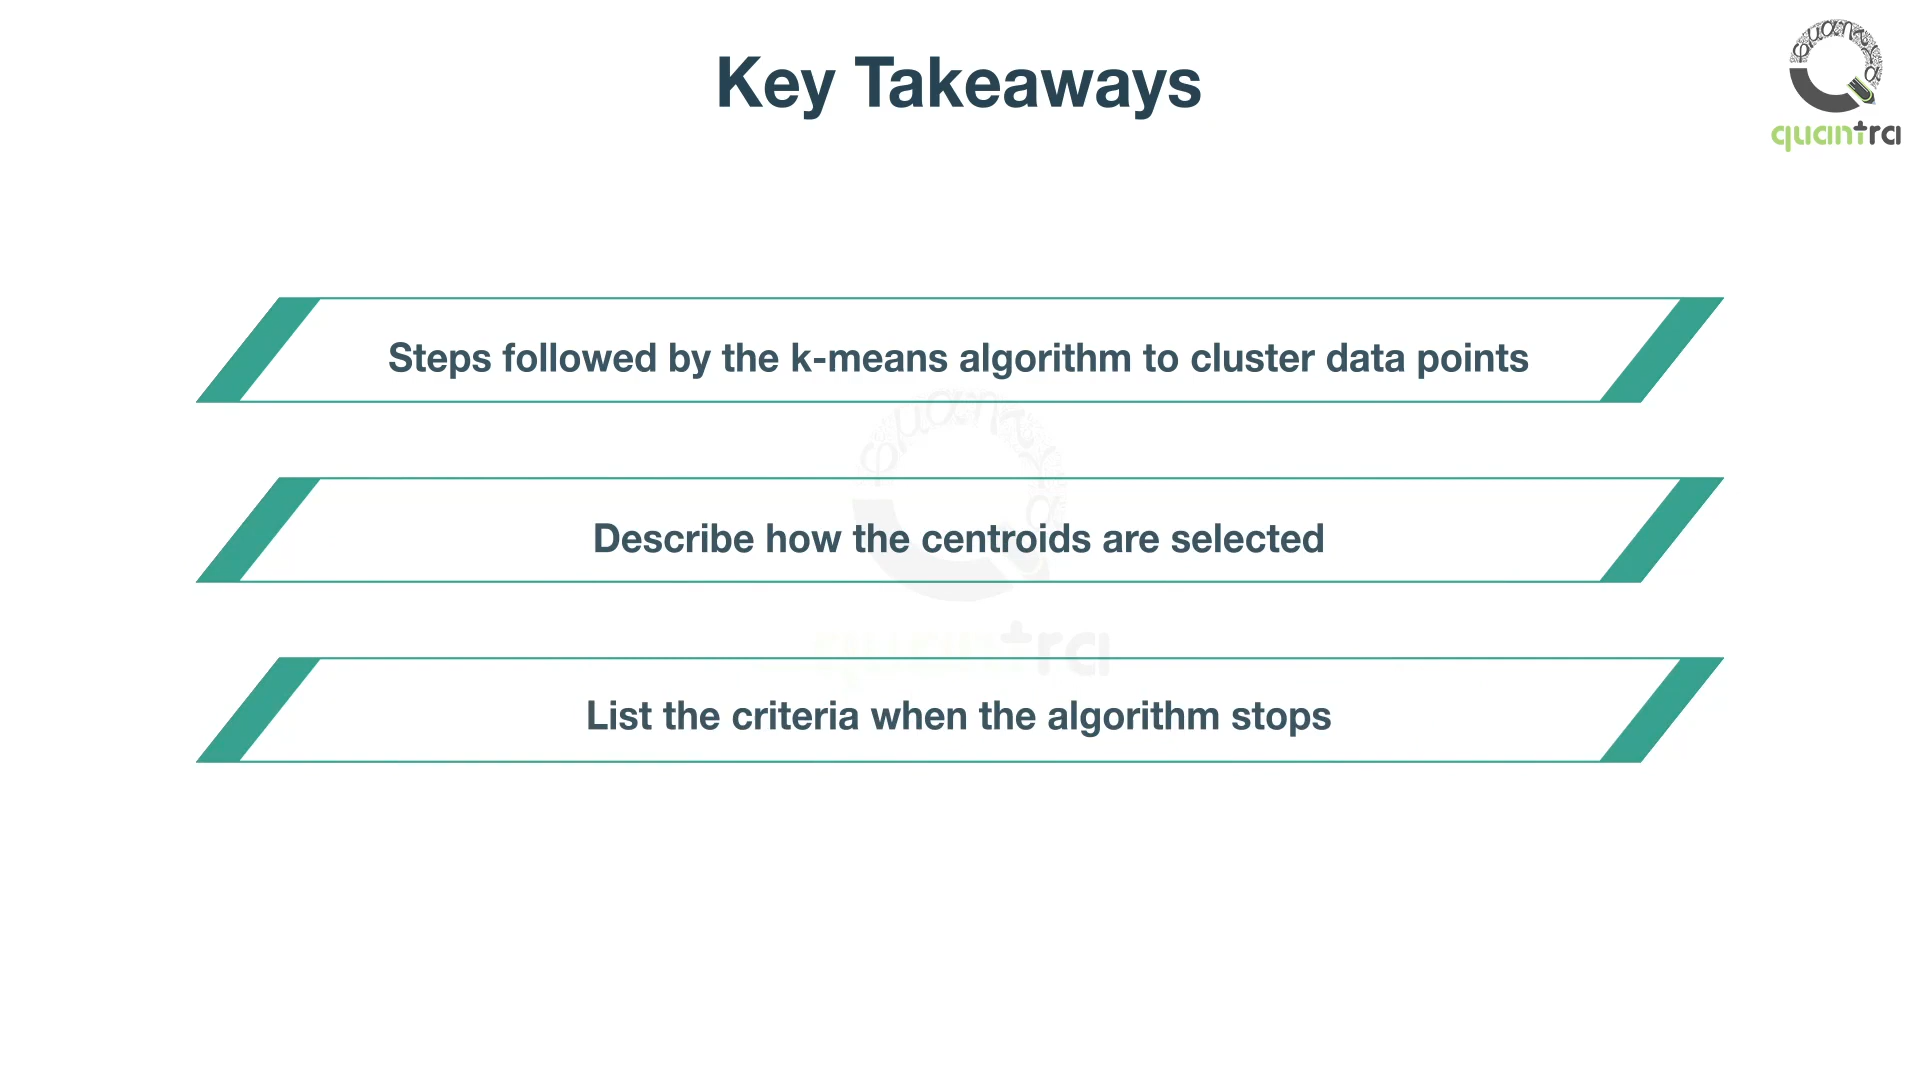 Key Takeaways
quantra
Steps followed by the k-means algorithm to cluster data points
Describe how the centroids are selected
quantra
List the criteria when the algorithm stops